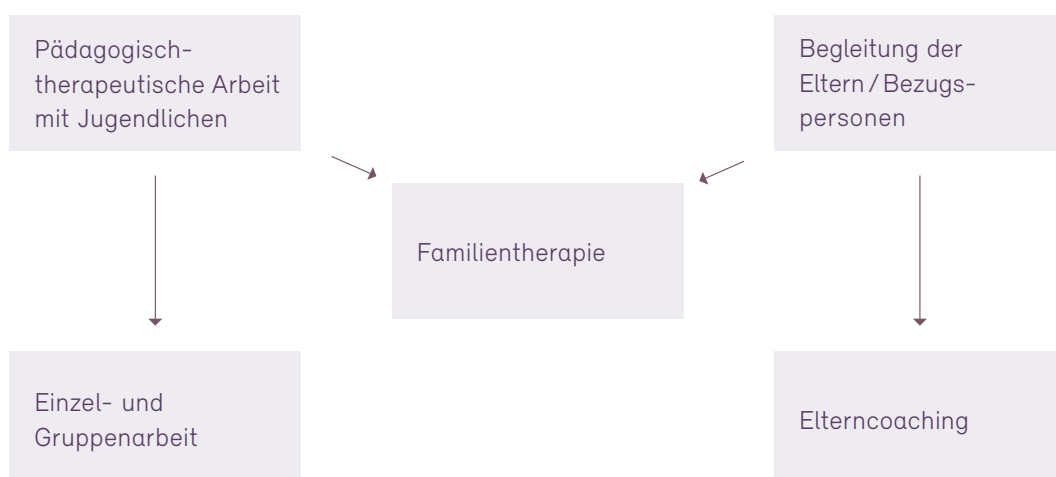 Pädagogisch-
therapeutische Arbeit
mit Jugendlichen
Begleitung der
Eltern / Bezugs-
personen
Familientherapie
Einzel- und
Gruppenarbeit
Elterncoaching